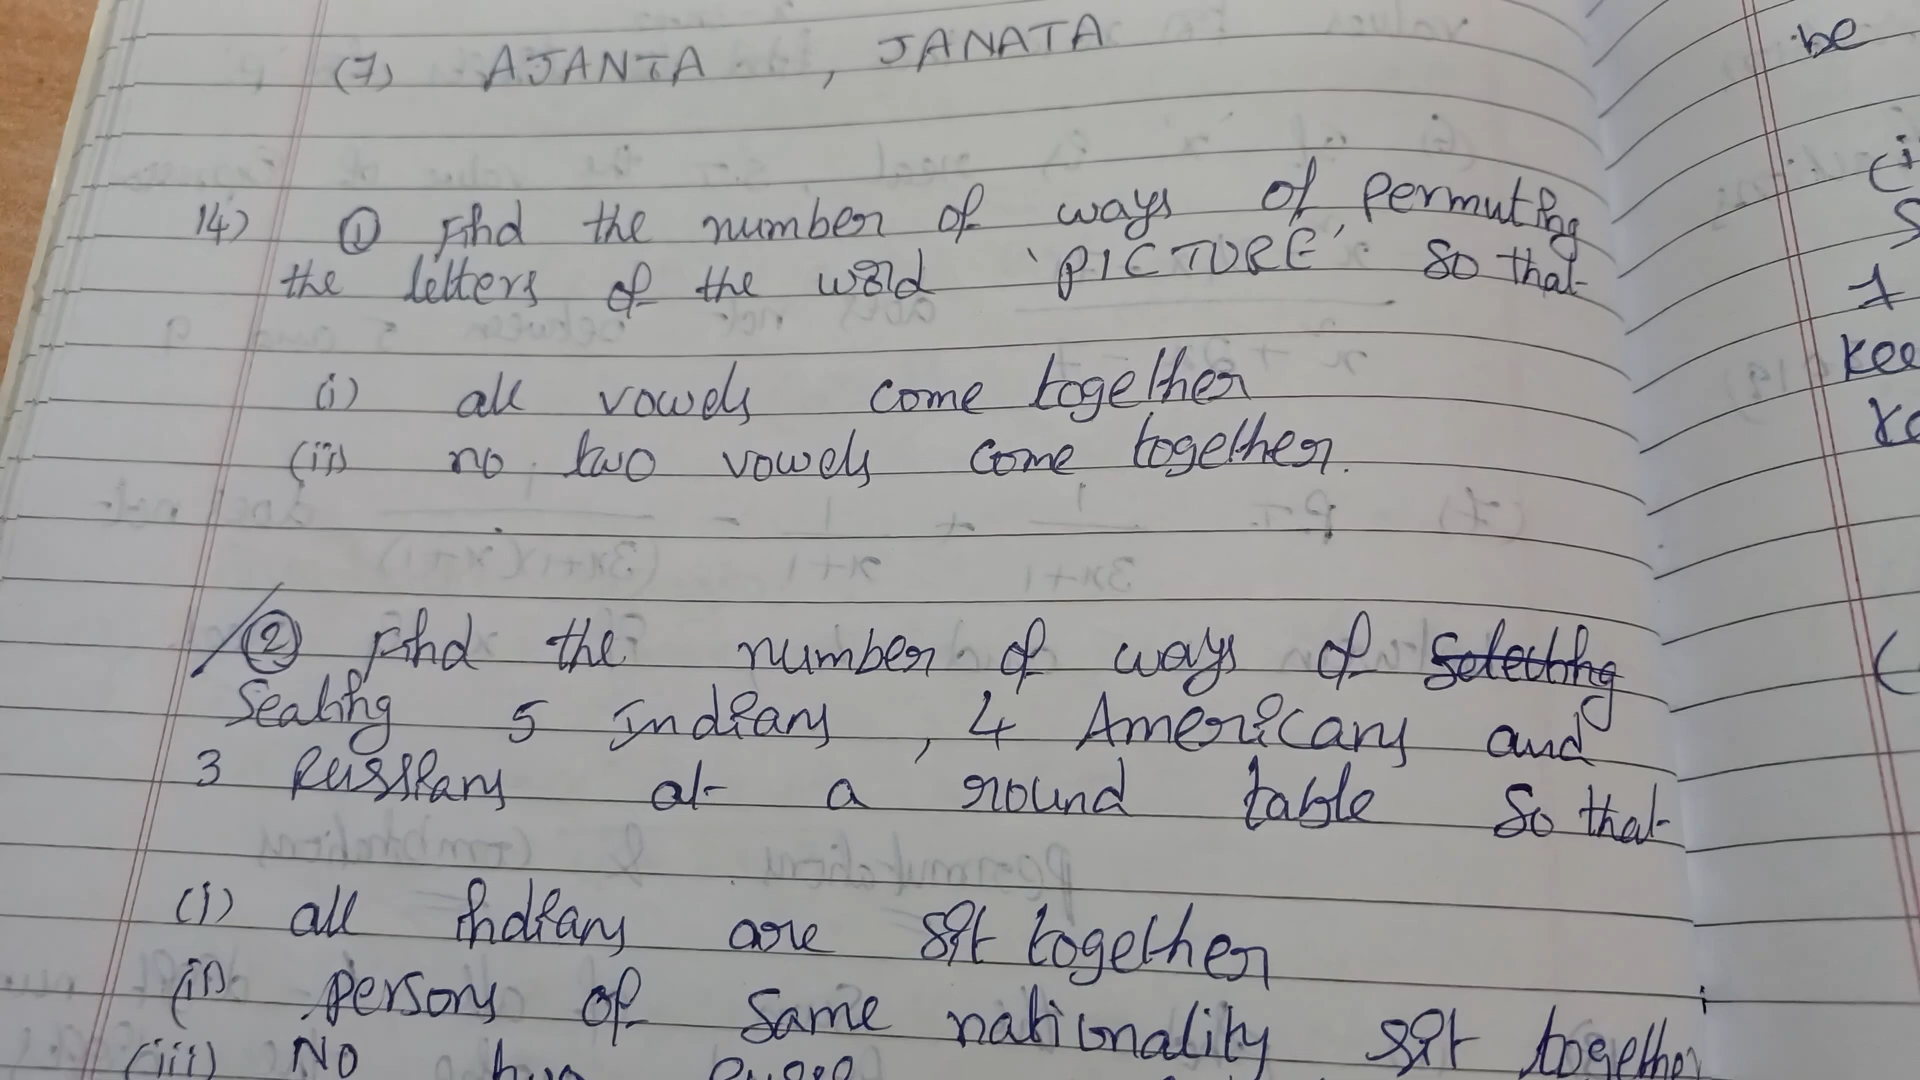 (7) AJANTA , JANATA
14) ① Find the number of ways of permuting
the letters of the word 'PICTURE' so that
(i) all vowels come together
(ii) no two vowels come together.
② Find the number of ways of selecting
seating 5 Indians , 4 Americans and
3 Russians at a round table so that
(i) all indians are sit together
(ii) persons of same nationality sit together
(iii) No two
be
(i